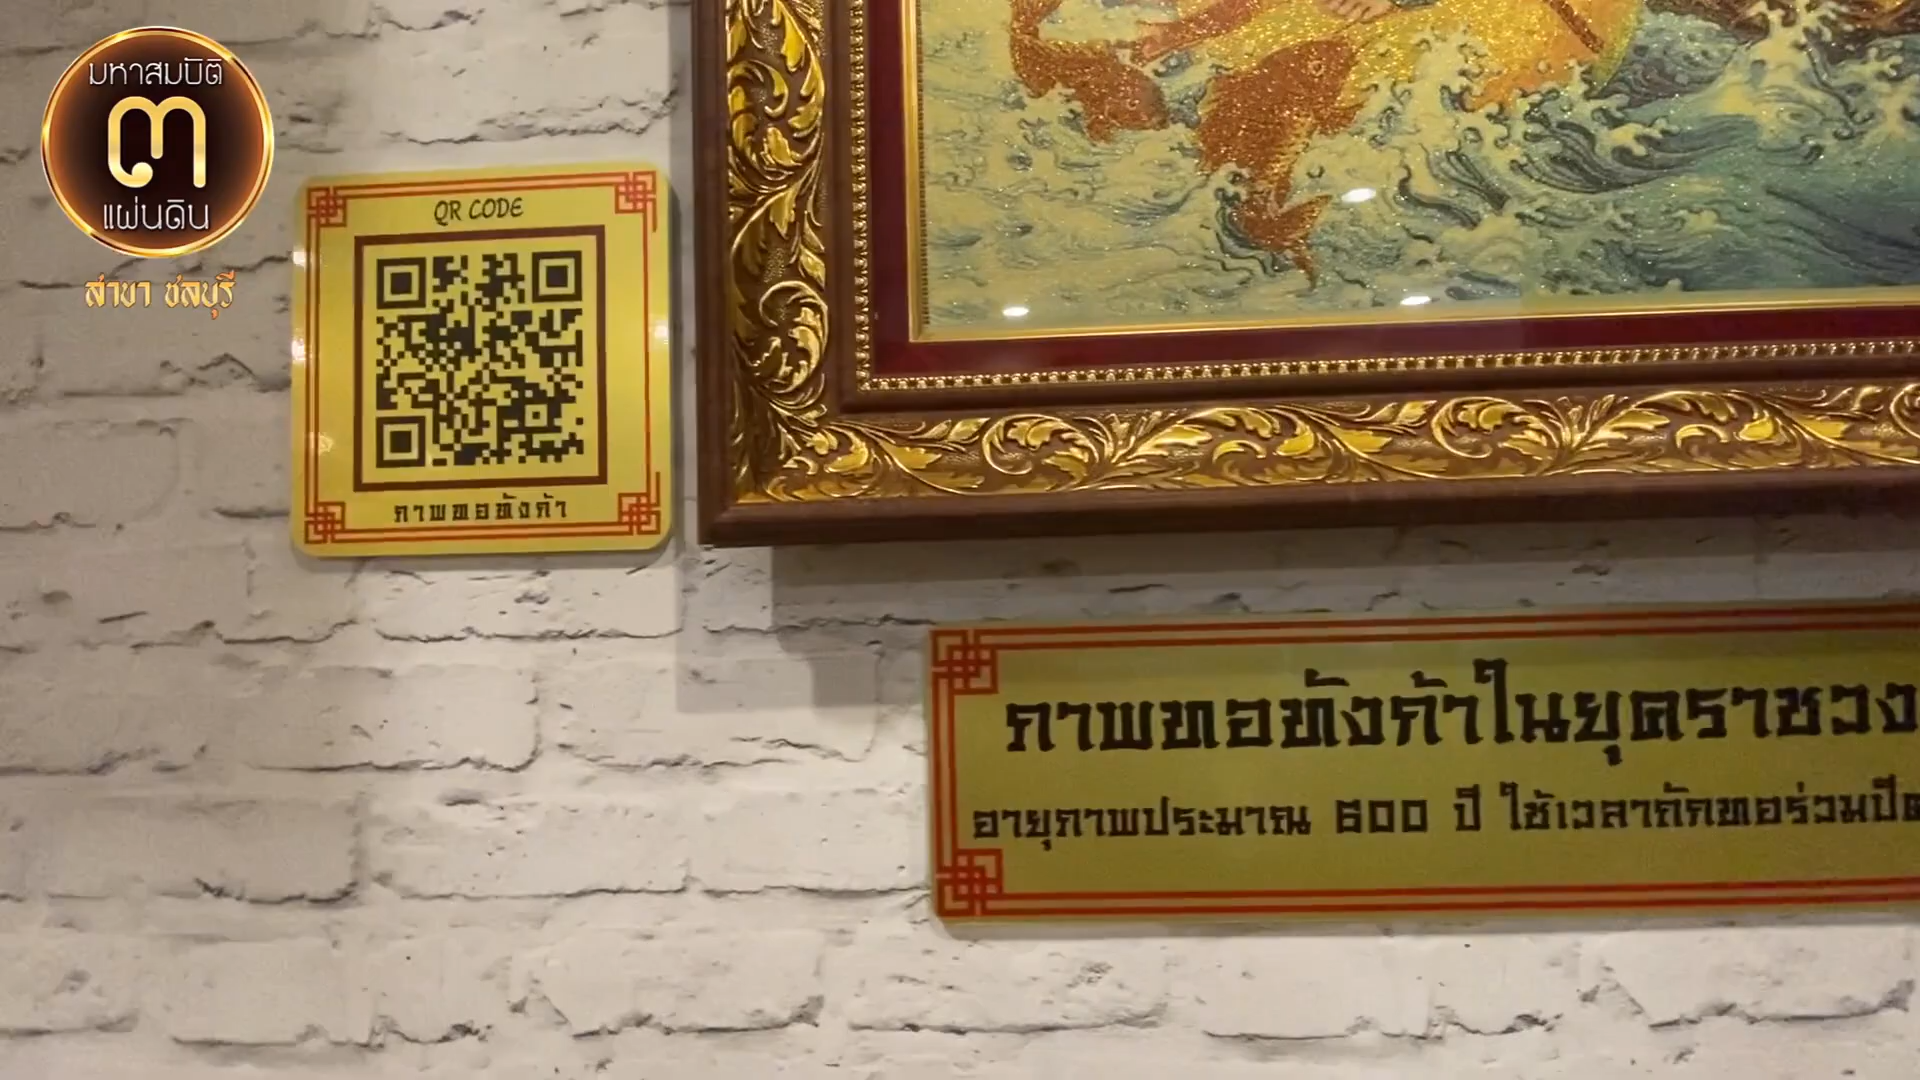 มหาสมบัติ
๓
แผ่นดิน
สาขา ชลบุรี
QR CODE
ภาพทอทังก้า
ภาพทอทังก้าในยุคราชวง
อายุภาพประมาณ 600 ปี ใช้เวลาถักทอร่วมปี